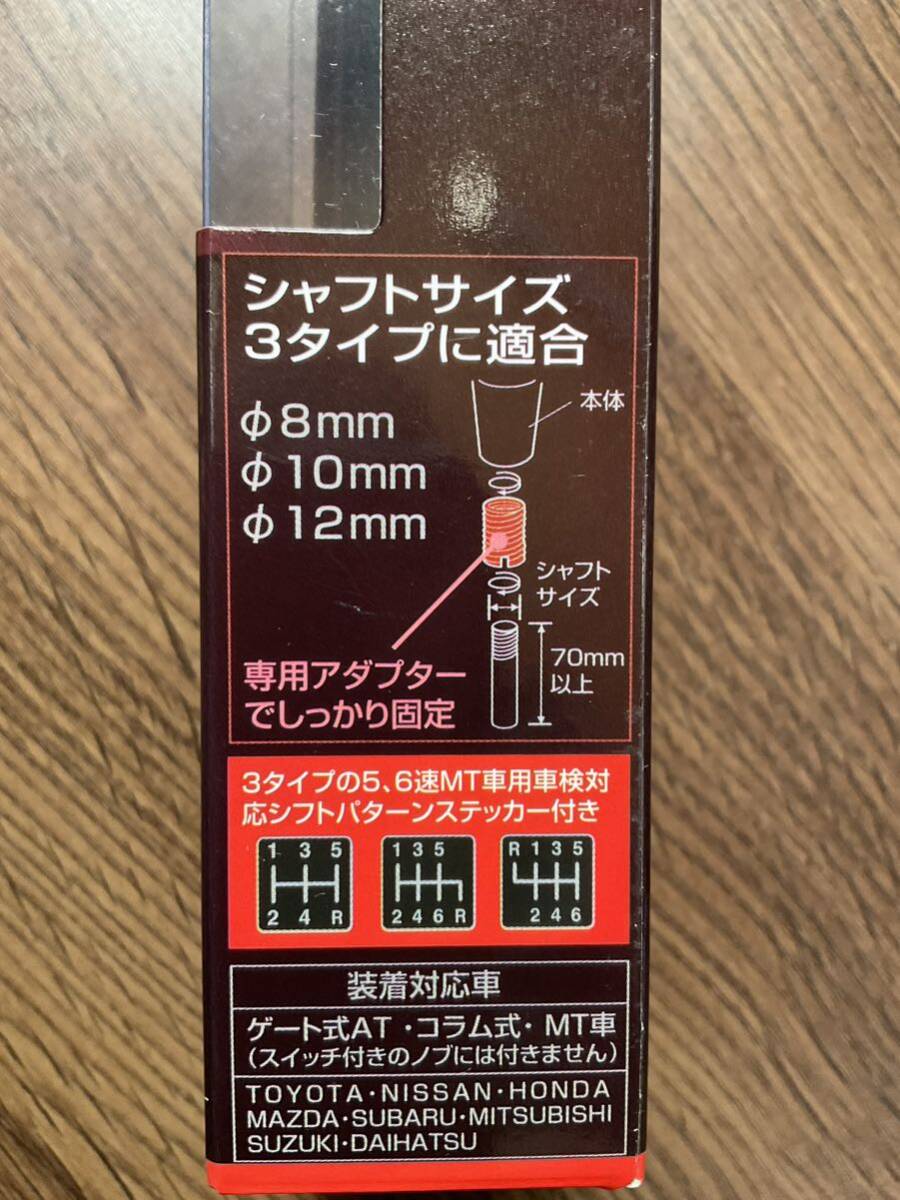 シャフトサイズ
3タイプに適合
φ8mm
φ10mm
φ12mm
本体
シャフト
サイズ
70mm
以上
専用アダプター
でしっかり固定
3タイプの5、6速MT車用車検対
応シフトパターンステッカー付き
1 3 5
2 4 R
1 3 5
2 4 6 R
R 1 3 5
2 4 6
装着対応車
ゲート式AT・コラム式・MT車
(スイッチ付きのノブには付きません)
TOYOTA・NISSAN・HONDA
MAZDA・SUBARU・MITSUBISHI
SUZUKI・DAIHATSU